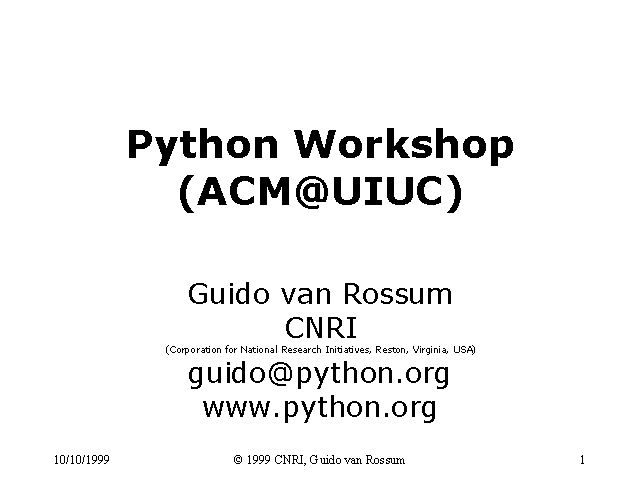 Python Workshop
(ACM@UIUC)
Guido van Rossum
CNRI
(Corporation for National Research Initiatives, Reston, Virginia, USA)
guido@python.org
www.python.org
10/10/1999
© 1999 CNRI, Guido van Rossum
1